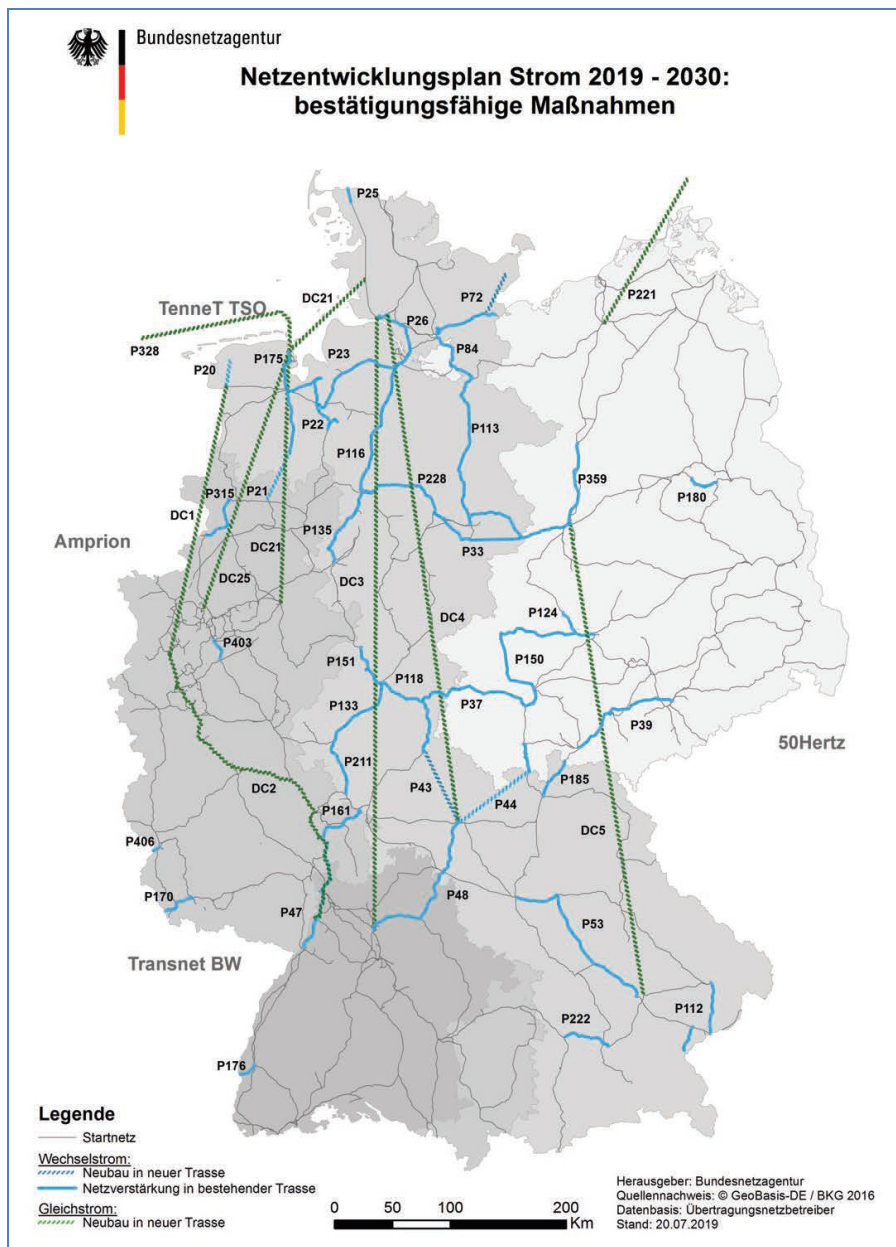 Bundesnetzagentur
Netzentwicklungsplan Strom 2019 - 2030:
bestätigungsfähige Maßnahmen
P25
P72
P221
DC21
TenneT TSO
P26
P328
P84
P175
P23
P20
P22
P113
P116
P359
P228
P180
P315
P21
DC1
P135
P33
Amprion
DC21
DC25
DC3
DC4
P124
P403
P150
P151
P118
P37
P133
P39
50Hertz
P211
P185
P43
P44
DC2
P161
DC5
P406
P170
P48
P47
P53
Transnet BW
P112
P222
P176
Legende
Startnetz
Wechselstrom:
Neubau in neuer Trasse
Netzverstärkung in bestehender Trasse
Gleichstrom:
Neubau in neuer Trasse
0 50 100 200
Km
Herausgeber: Bundesnetzagentur
Quellennachweis: © GeoBasis-DE / BKG 2016
Datenbasis: Übertragungsnetzbetreiber
Stand: 20.07.2019